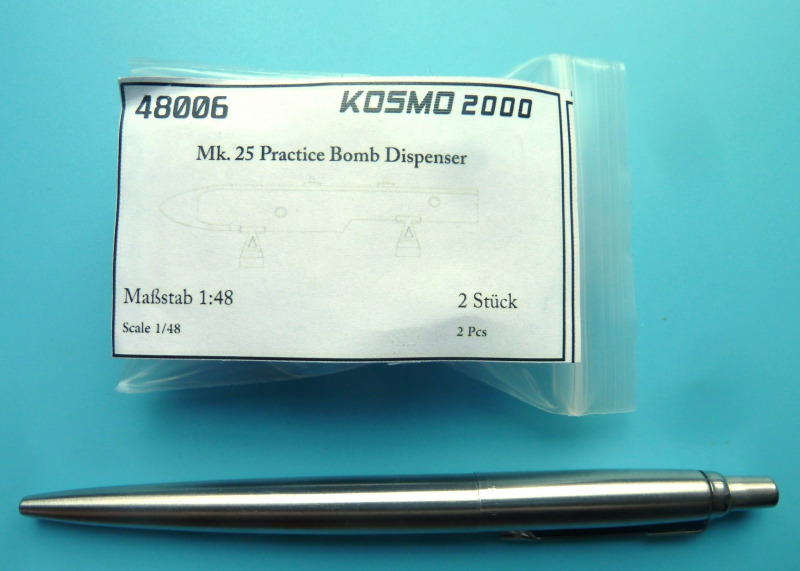 48006 KOSMO 2000
Mk. 25 Practice Bomb Dispenser
Maßstab 1:48 2 Stück
Scale 1/48 2 Pcs